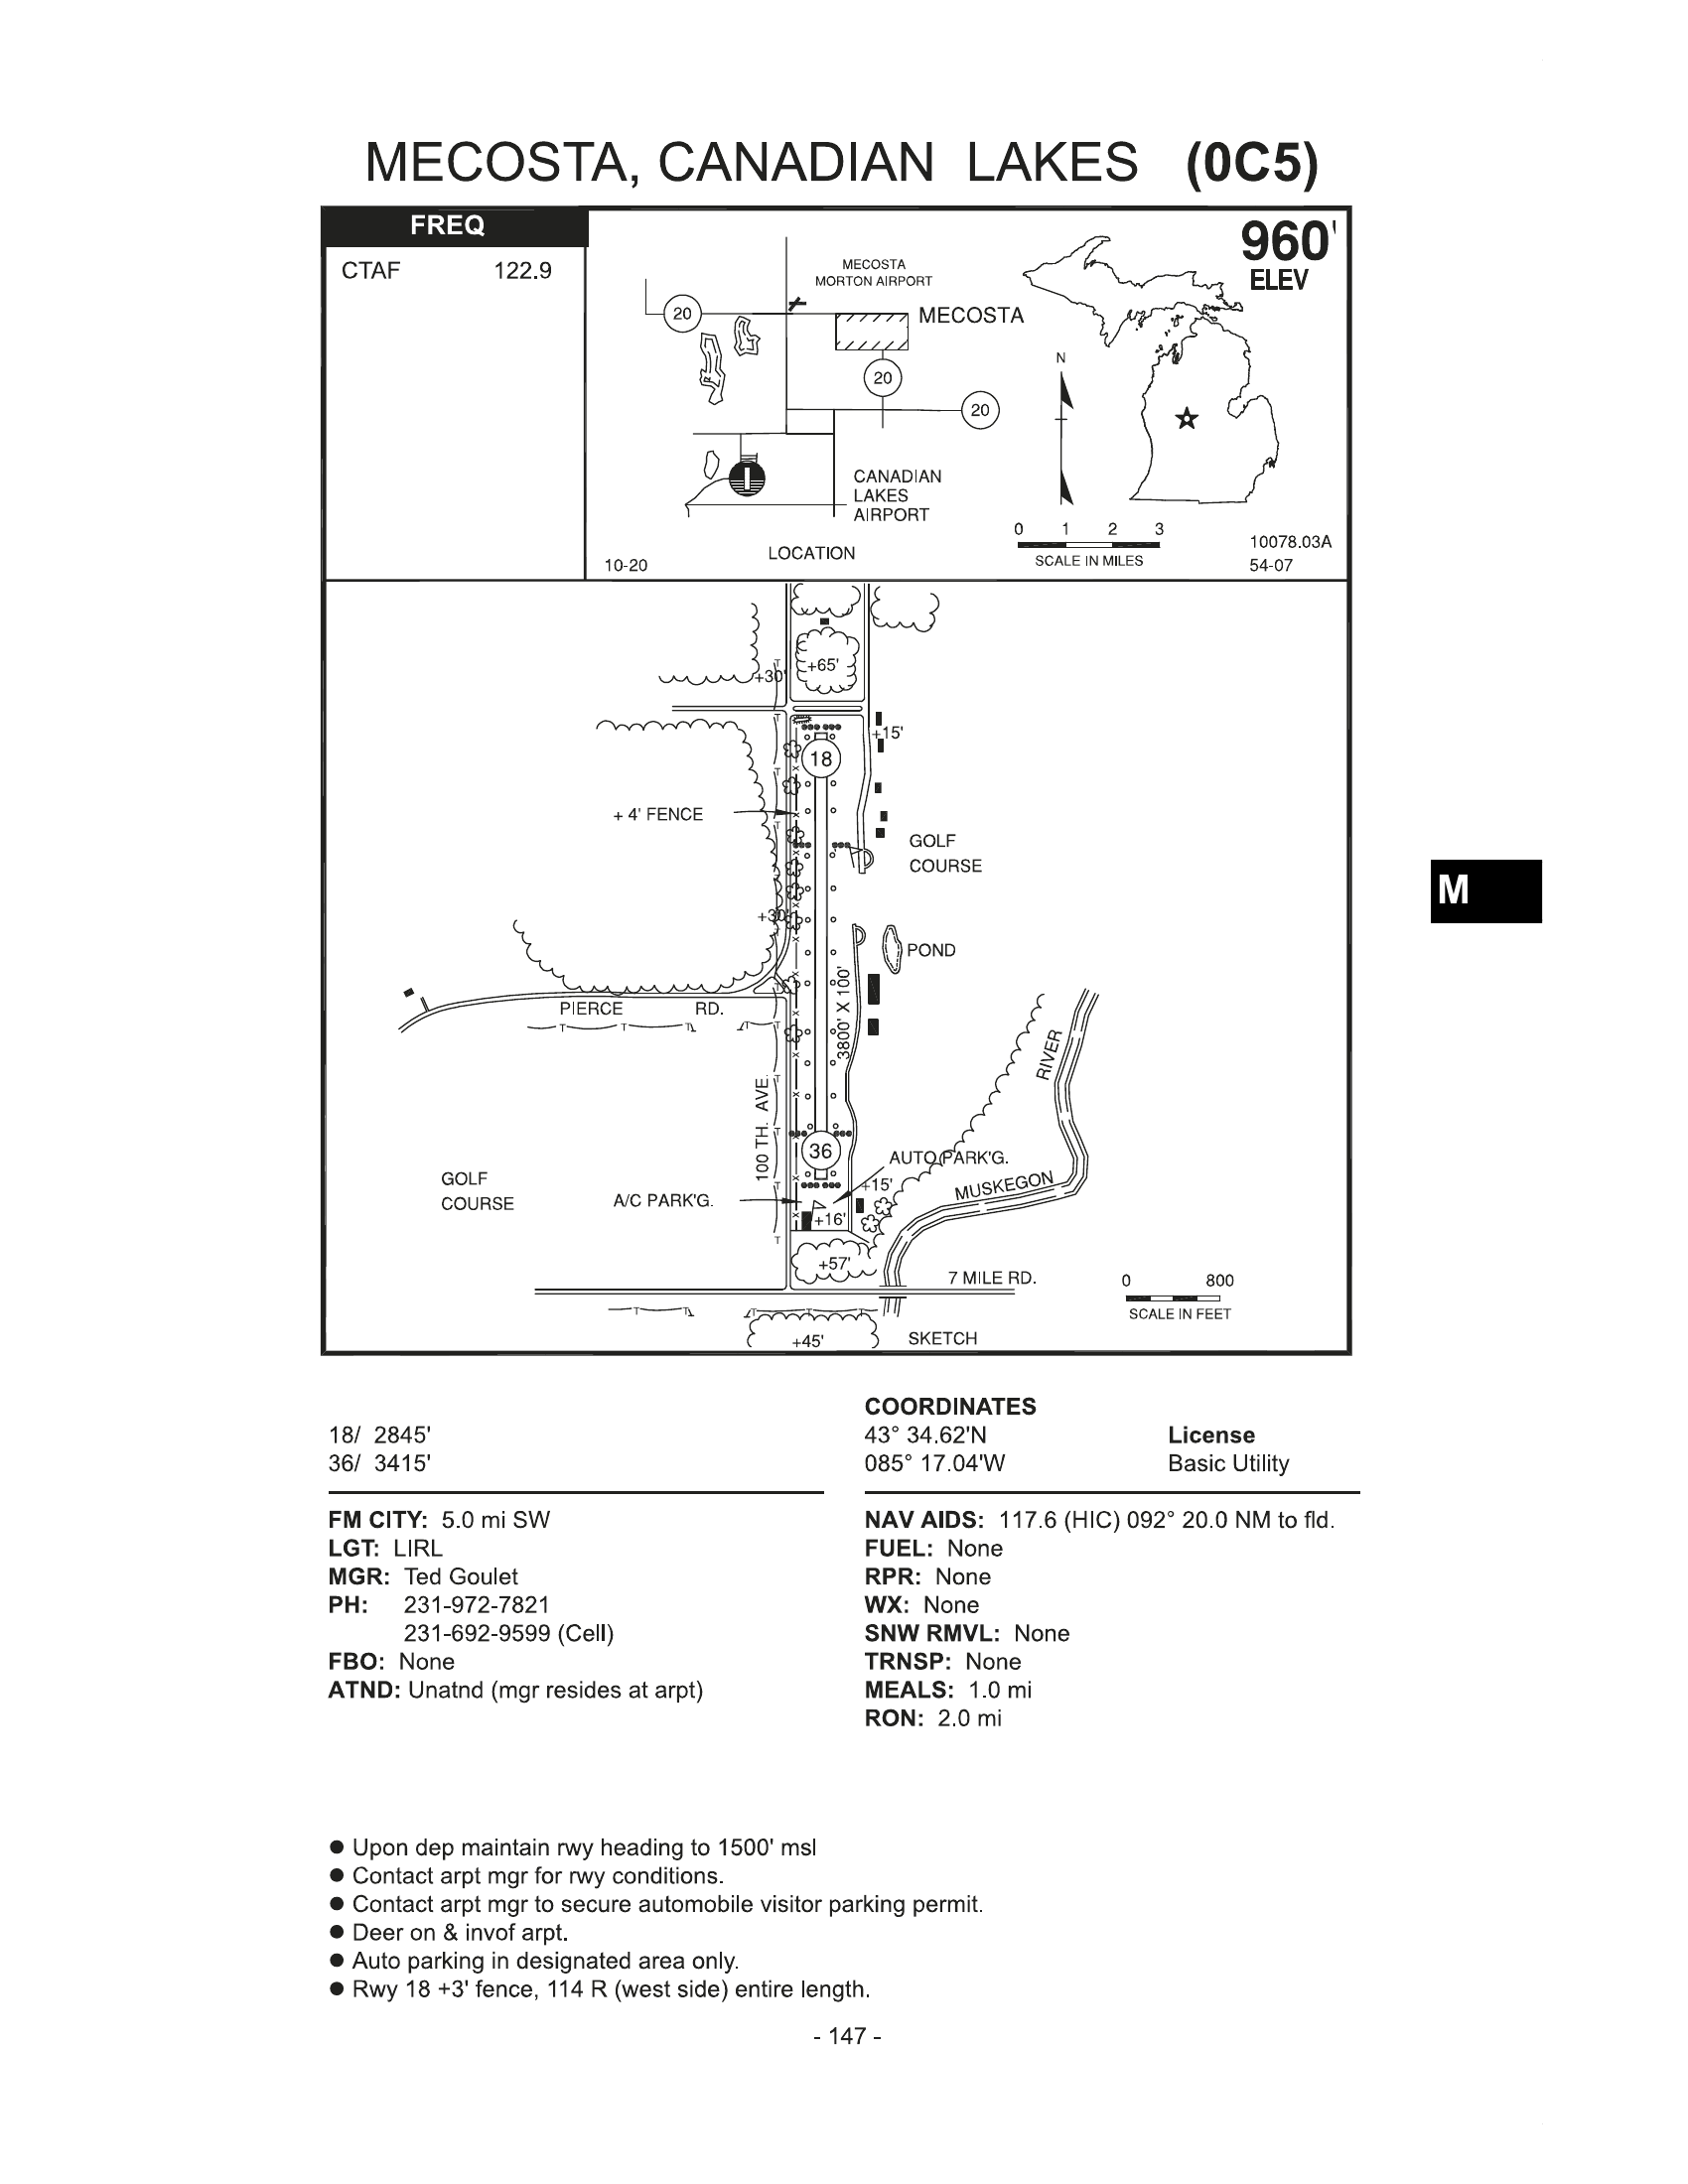 MECOSTA, CANADIAN LAKES (0C5)
FREQ
CTAF 122.9
960'
ELEV
MECOSTA
MORTON AIRPORT
20
MECOSTA
20
20
N
CANADIAN
LAKES
AIRPORT
0 1 2 3
SCALE IN MILES
LOCATION
10-20
10078.03A
54-07
+65'
+30'
+15'
18
+ 4' FENCE
GOLF
COURSE
+30'
POND
PIERCE RD.
3800' X 100'
RIVER
100 TH. AVE.
36
AUTO PARK'G.
GOLF
COURSE
A/C PARK'G.
+15'
MUSKEGON
+16'
+57'
7 MILE RD.
0 800
SCALE IN FEET
+45'
SKETCH
M
18/ 2845'
36/ 3415'
COORDINATES
43° 34.62'N
085° 17.04'W
License
Basic Utility
FM CITY: 5.0 mi SW
LGT: LIRL
MGR: Ted Goulet
PH: 231-972-7821
231-692-9599 (Cell)
FBO: None
ATND: Unatnd (mgr resides at arpt)
NAV AIDS: 117.6 (HIC) 092° 20.0 NM to fld.
FUEL: None
RPR: None
WX: None
SNW RMVL: None
TRNSP: None
MEALS: 1.0 mi
RON: 2.0 mi
● Upon dep maintain rwy heading to 1500' msl
● Contact arpt mgr for rwy conditions.
● Contact arpt mgr to secure automobile visitor parking permit.
● Deer on & invof arpt.
● Auto parking in designated area only.
● Rwy 18 +3' fence, 114 R (west side) entire length.
- 147 -